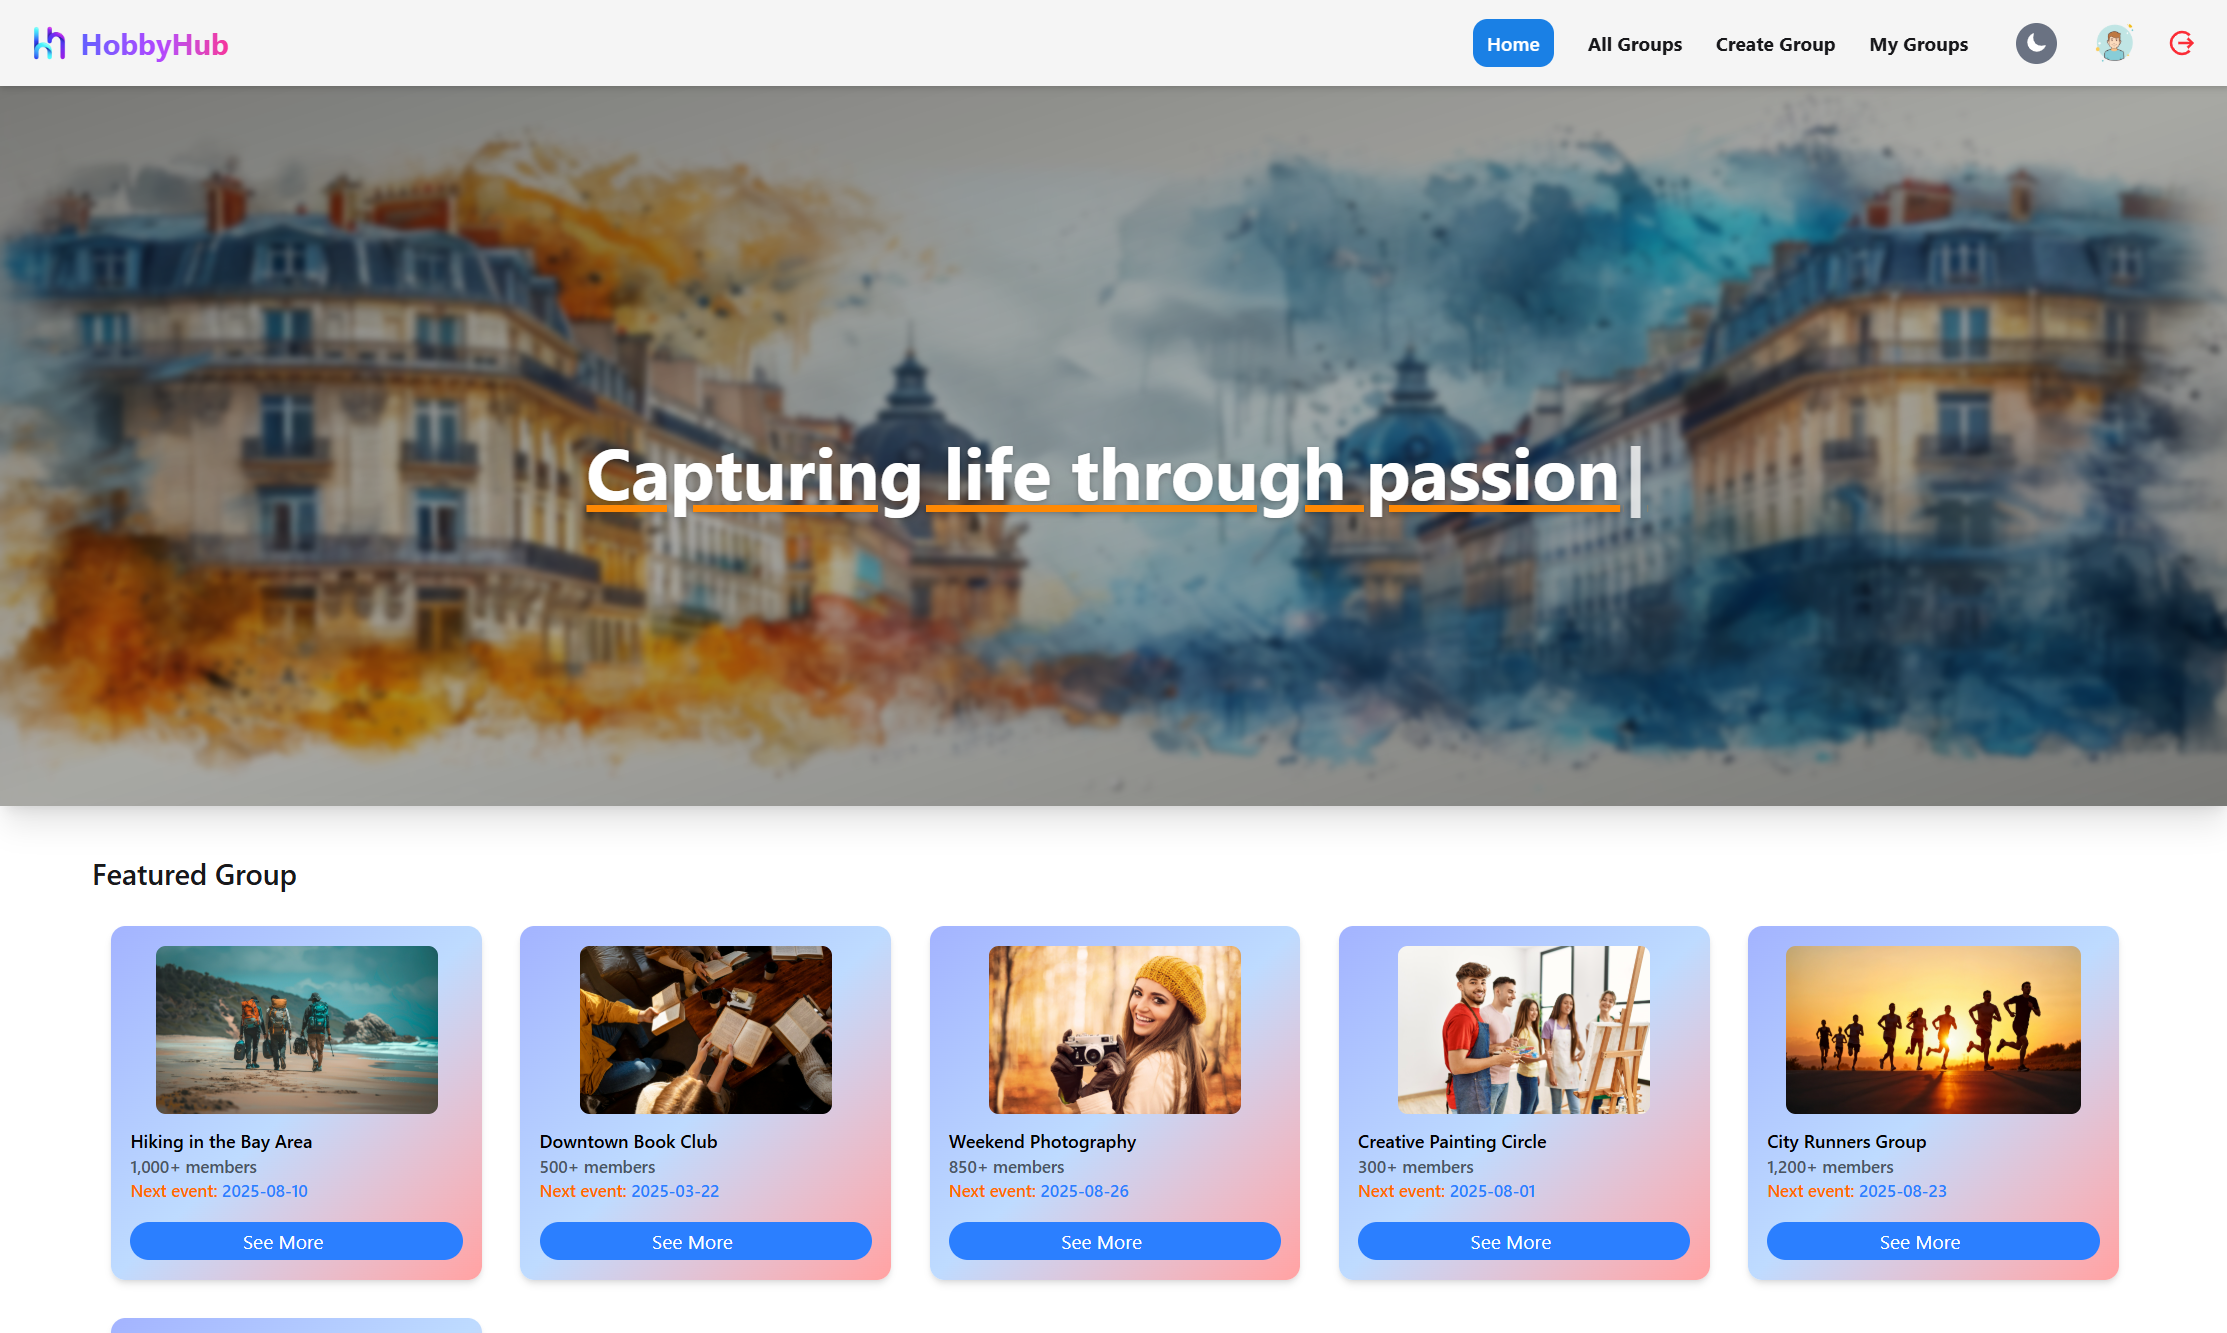 HobbyHub
Home
All Groups
Create Group
My Groups
Capturing life through passion|
Featured Group
Hiking in the Bay Area
1,000+ members
Next event: 2025-08-10
See More
Downtown Book Club
500+ members
Next event: 2025-03-22
See More
Weekend Photography
850+ members
Next event: 2025-08-26
See More
Creative Painting Circle
300+ members
Next event: 2025-08-01
See More
City Runners Group
1,200+ members
Next event: 2025-08-23
See More